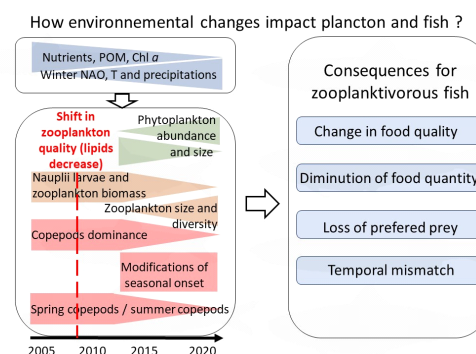 How environnemental changes impact plancton and fish ?
Nutrients, POM, Chl a
Winter NAO, T and precipitations
Shift in
zooplankton
quality (lipids
decrease)
Phytoplankton
abundance
and size
Nauplii larvae and
zooplankton biomass
Zooplankton size and
diversity
Copepods dominance
Modifications of
seasonal onset
Spring copepods / summer copepods
2005 2010 2015 2020
Consequences for
zooplanktivorous fish
Change in food quality
Diminution of food quantity
Loss of prefered prey
Temporal mismatch